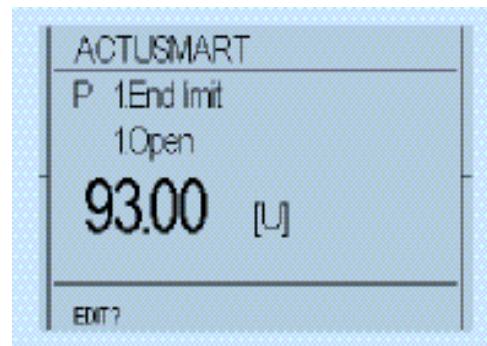 ACTUSMART
P 1.End limit
1.Open
93.00 [U]
EDIT?